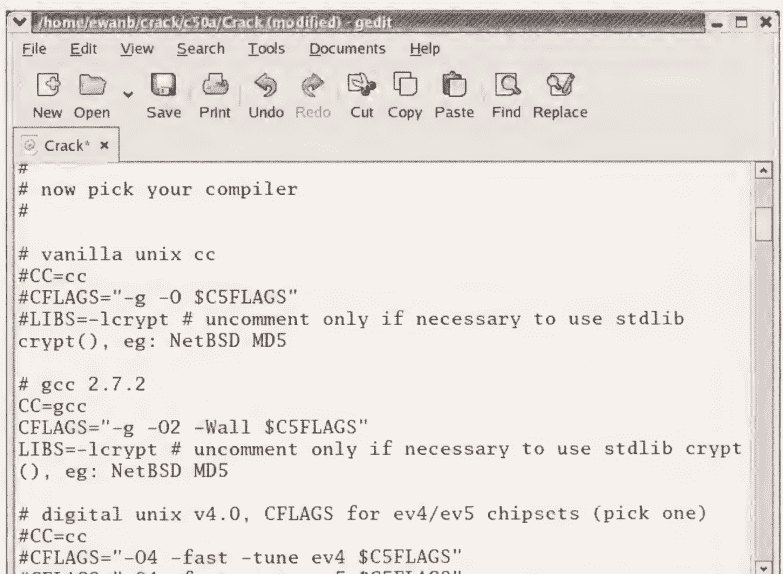 /home/ewanb/crack/c50a/Crack (modified) - gedit
File Edit View Search Tools Documents Help
New Open Save Print Undo Redo Cut Copy Paste Find Replace
Crack* ×
#
# now pick your compiler
#
# vanilla unix cc
#CC=cc
#CFLAGS="-g -O $C5FLAGS"
#LIBS=-lcrypt # uncomment only if necessary to use stdlib
crypt(), eg: NetBSD MD5
# gcc 2.7.2
CC=gcc
CFLAGS="-g -O2 -Wall $C5FLAGS"
LIBS=-lcrypt # uncomment only if necessary to use stdlib crypt
(), eg: NetBSD MD5
# digital unix v4.0, CFLAGS for ev4/ev5 chipsets (pick one)
#CC=cc
#CFLAGS="-O4 -fast -tune ev4 $C5FLAGS"